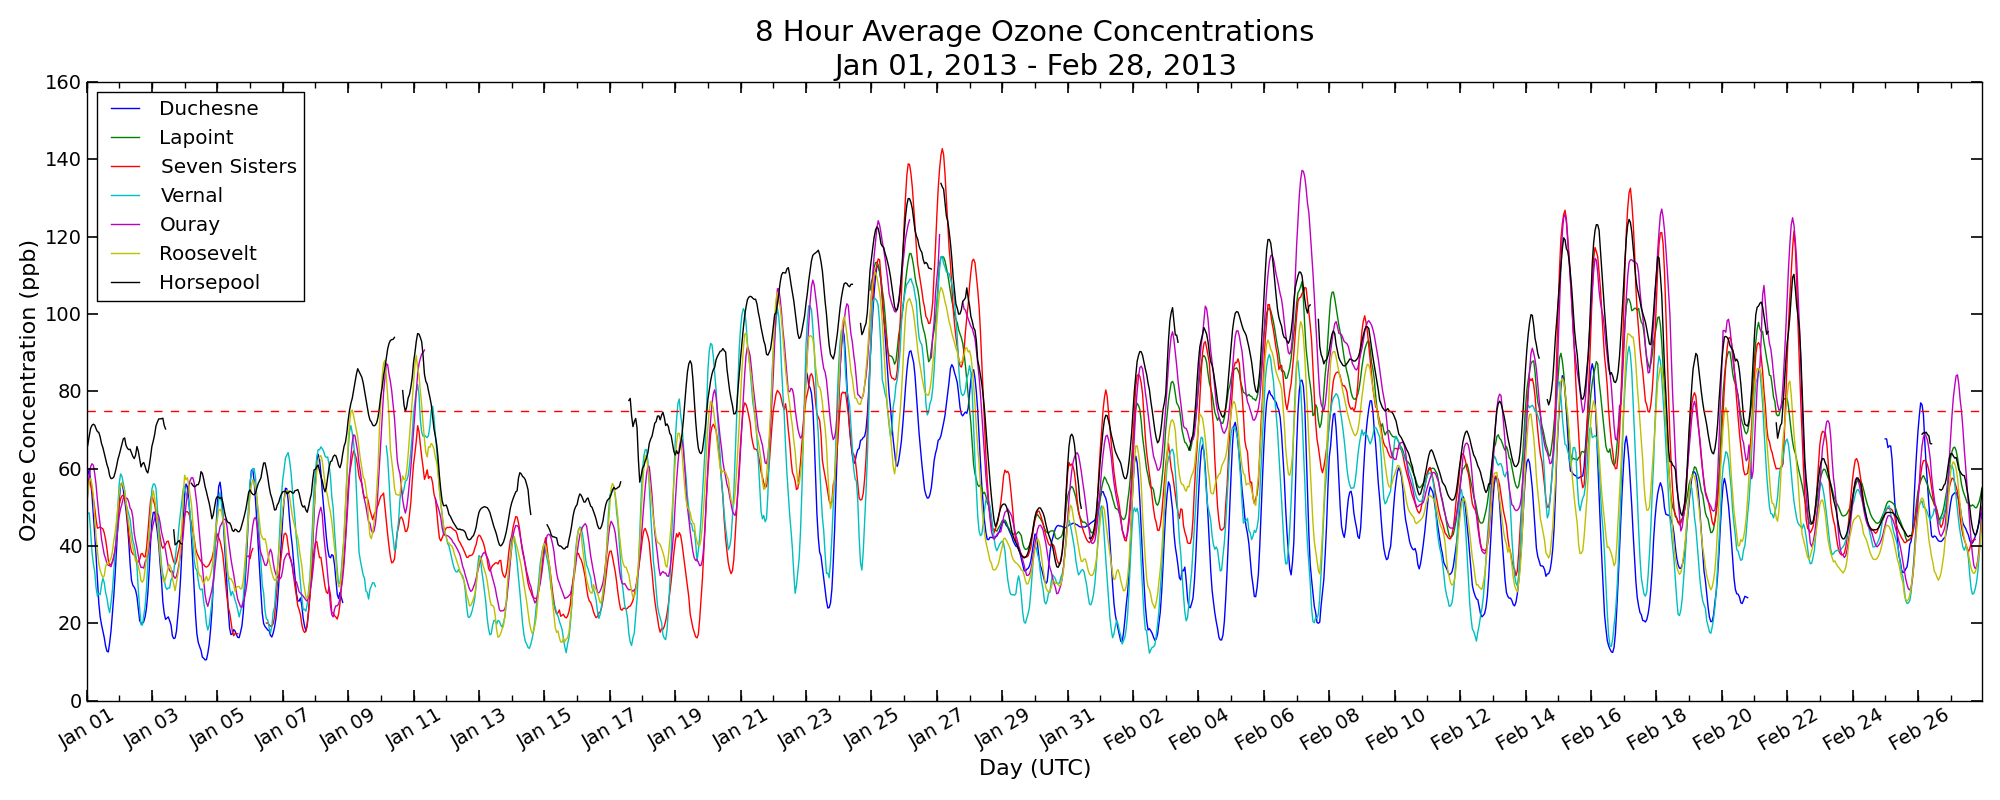 8 Hour Average Ozone Concentrations
Jan 01, 2013 - Feb 28, 2013
Ozone Concentration (ppb)
160
140
120
100
80
60
40
20
0
Duchesne
Lapoint
Seven Sisters
Vernal
Ouray
Roosevelt
Horsepool
Jan 01 Jan 03 Jan 05 Jan 07 Jan 09 Jan 11 Jan 13 Jan 15 Jan 17 Jan 19 Jan 21 Jan 23 Jan 25 Jan 27 Jan 29 Jan 31 Feb 02 Feb 04 Feb 06 Feb 08 Feb 10 Feb 12 Feb 14 Feb 16 Feb 18 Feb 20 Feb 22 Feb 24 Feb 26
Day (UTC)